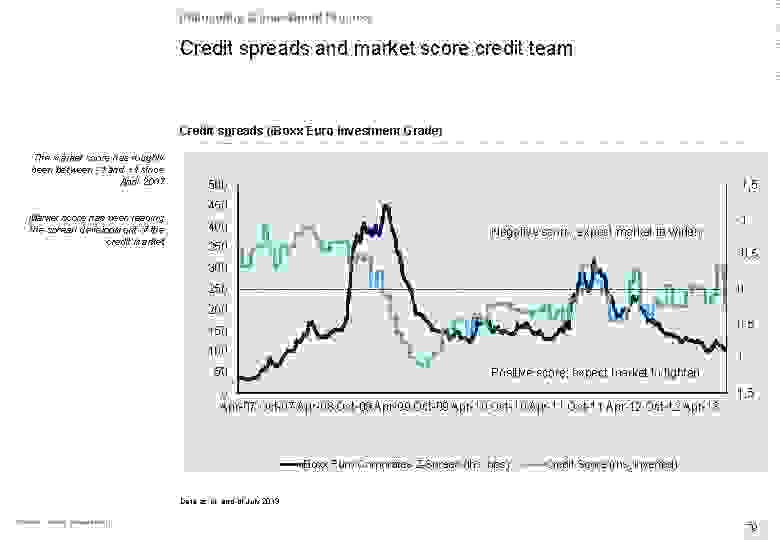 Philosophy & Investment Process
Credit spreads and market score credit team
Credit spreads (iBoxx Euro Investment Grade)
The market score has roughly
been between -1 and +1 since
April 2007
Market score has been leading
the spread development of the
credit market
500
450
400
350
300
250
200
150
100
50
0
1,5
1
0,5
0
0,5
1
1,5
Negative score: expect market to widen
Positive score: expect market to tighten
Apr-07 Oct-07 Apr-08 Oct-08 Apr-09 Oct-09 Apr-10 Oct-10 Apr-11 Oct-11 Apr-12 Oct-12 Apr-13
iBoxx Euro Corporates Z-Spread (lhs, bps)
Credit Score (rhs, inverted)
Data as at end of July 2013